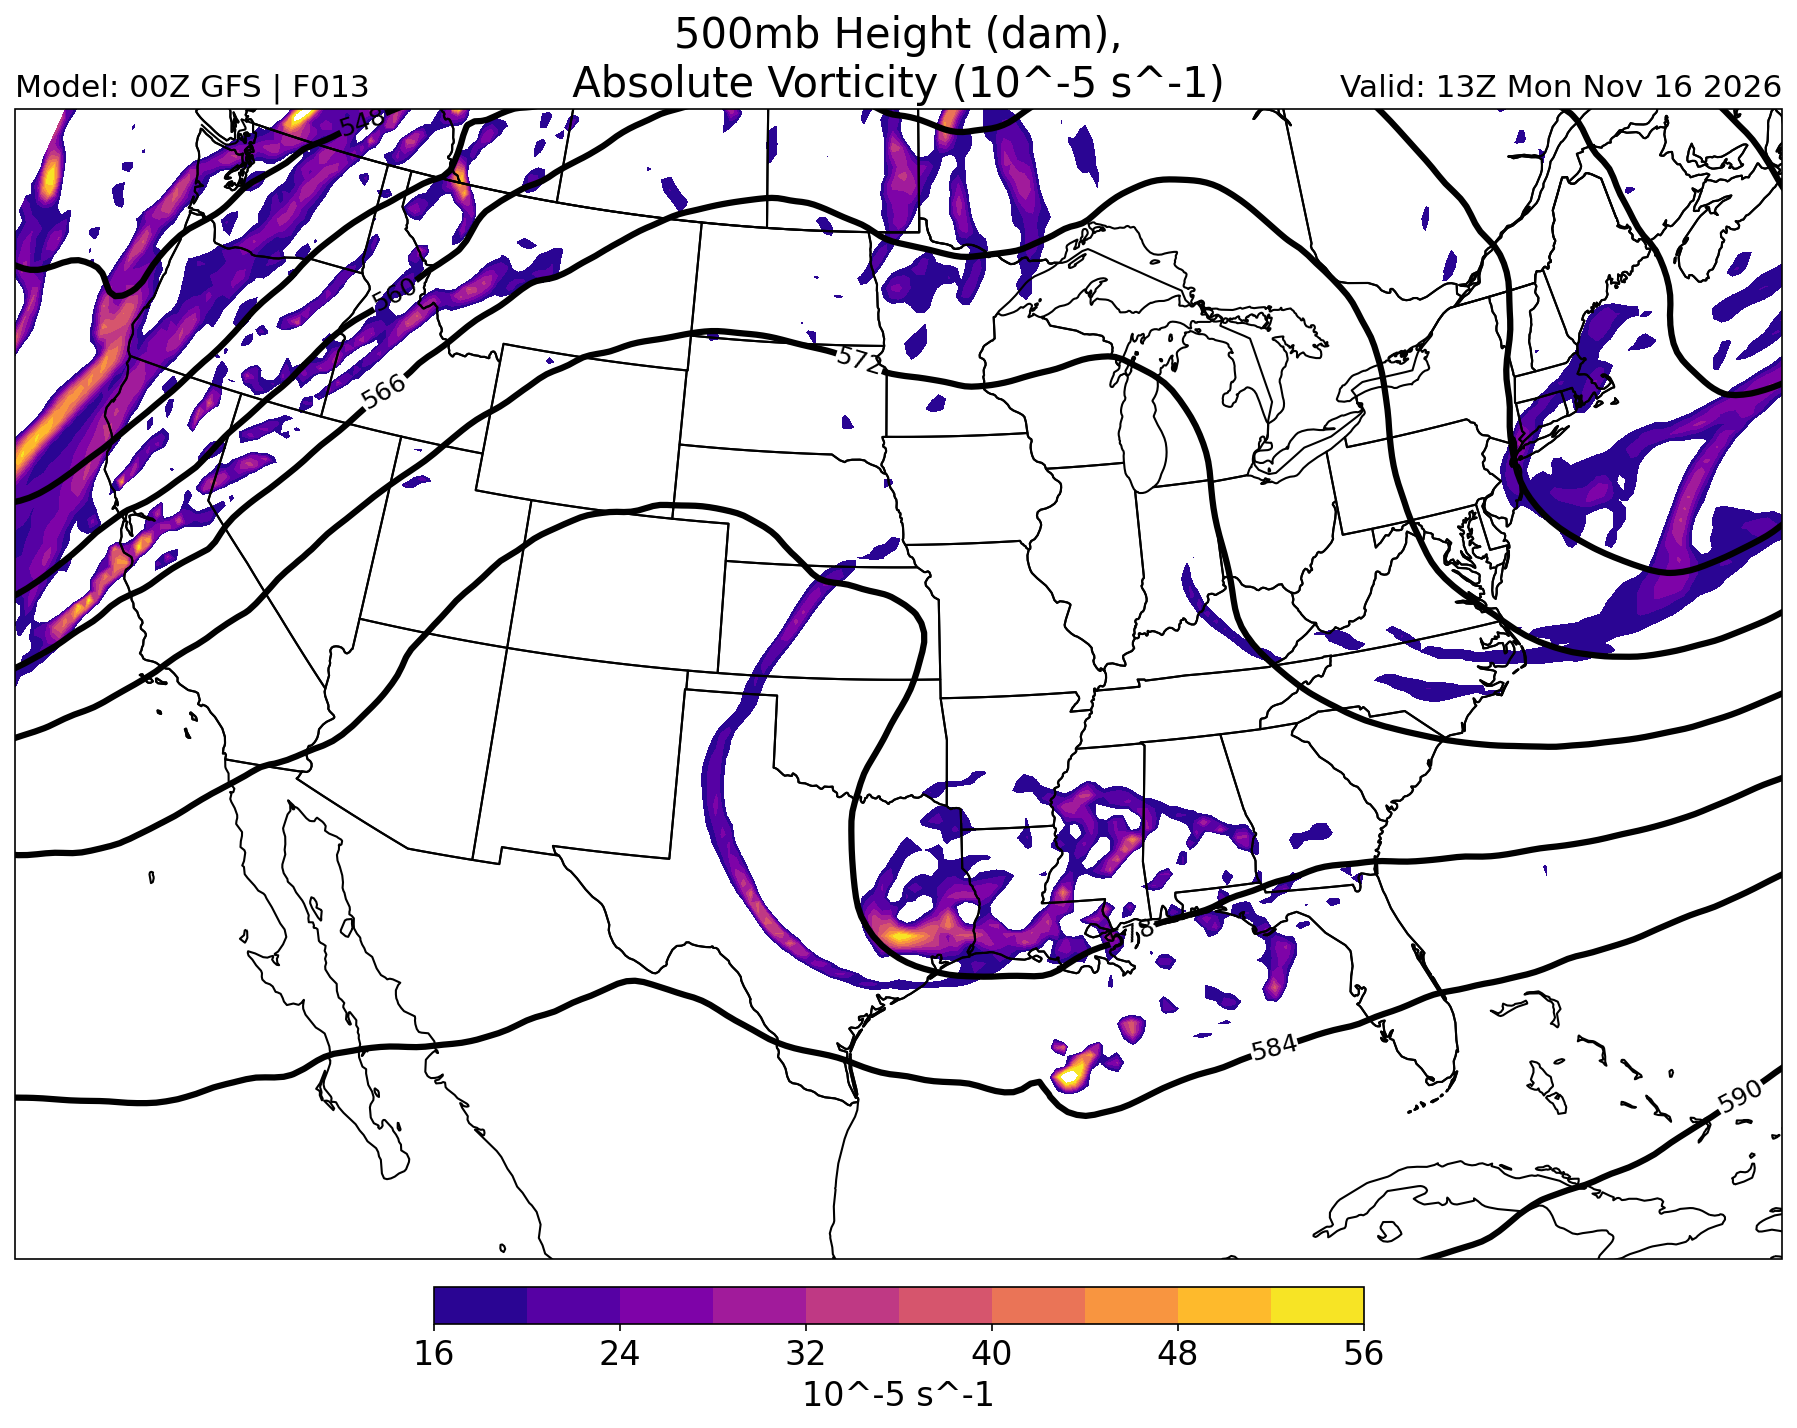 500mb Height (dam),
Model: 00Z GFS | F013
Absolute Vorticity (10^-5 s^-1)
Valid: 13Z Mon Nov 16 2026
548
560
566
572
578
584
590
16 24 32 40 48 56
10^-5 s^-1